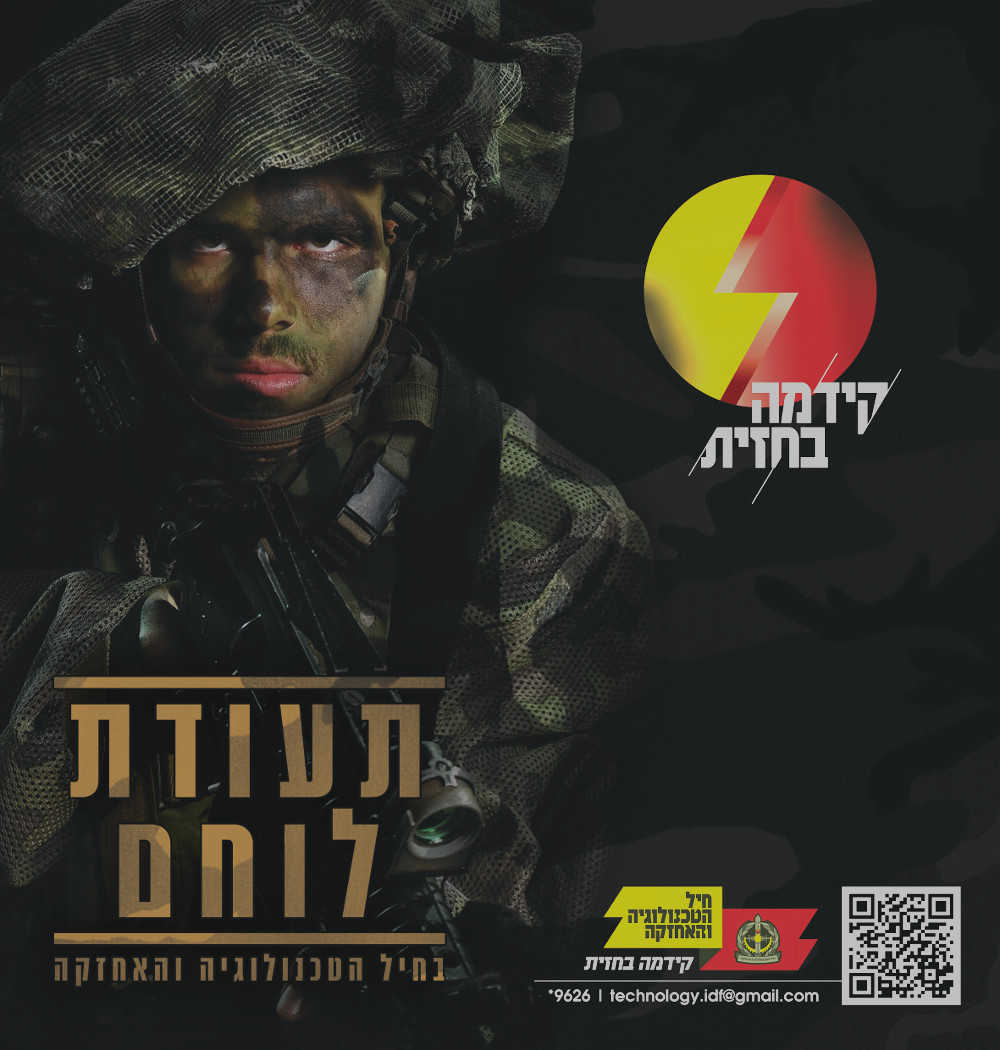 קידמה
בחזית
תעודת
לוחם
בחיל הטכנולוגיה והאחזקה
חיל
הטכנולוגיה
והאחזקה
קידמה בחזית
*9626 | technology.idf@gmail.com